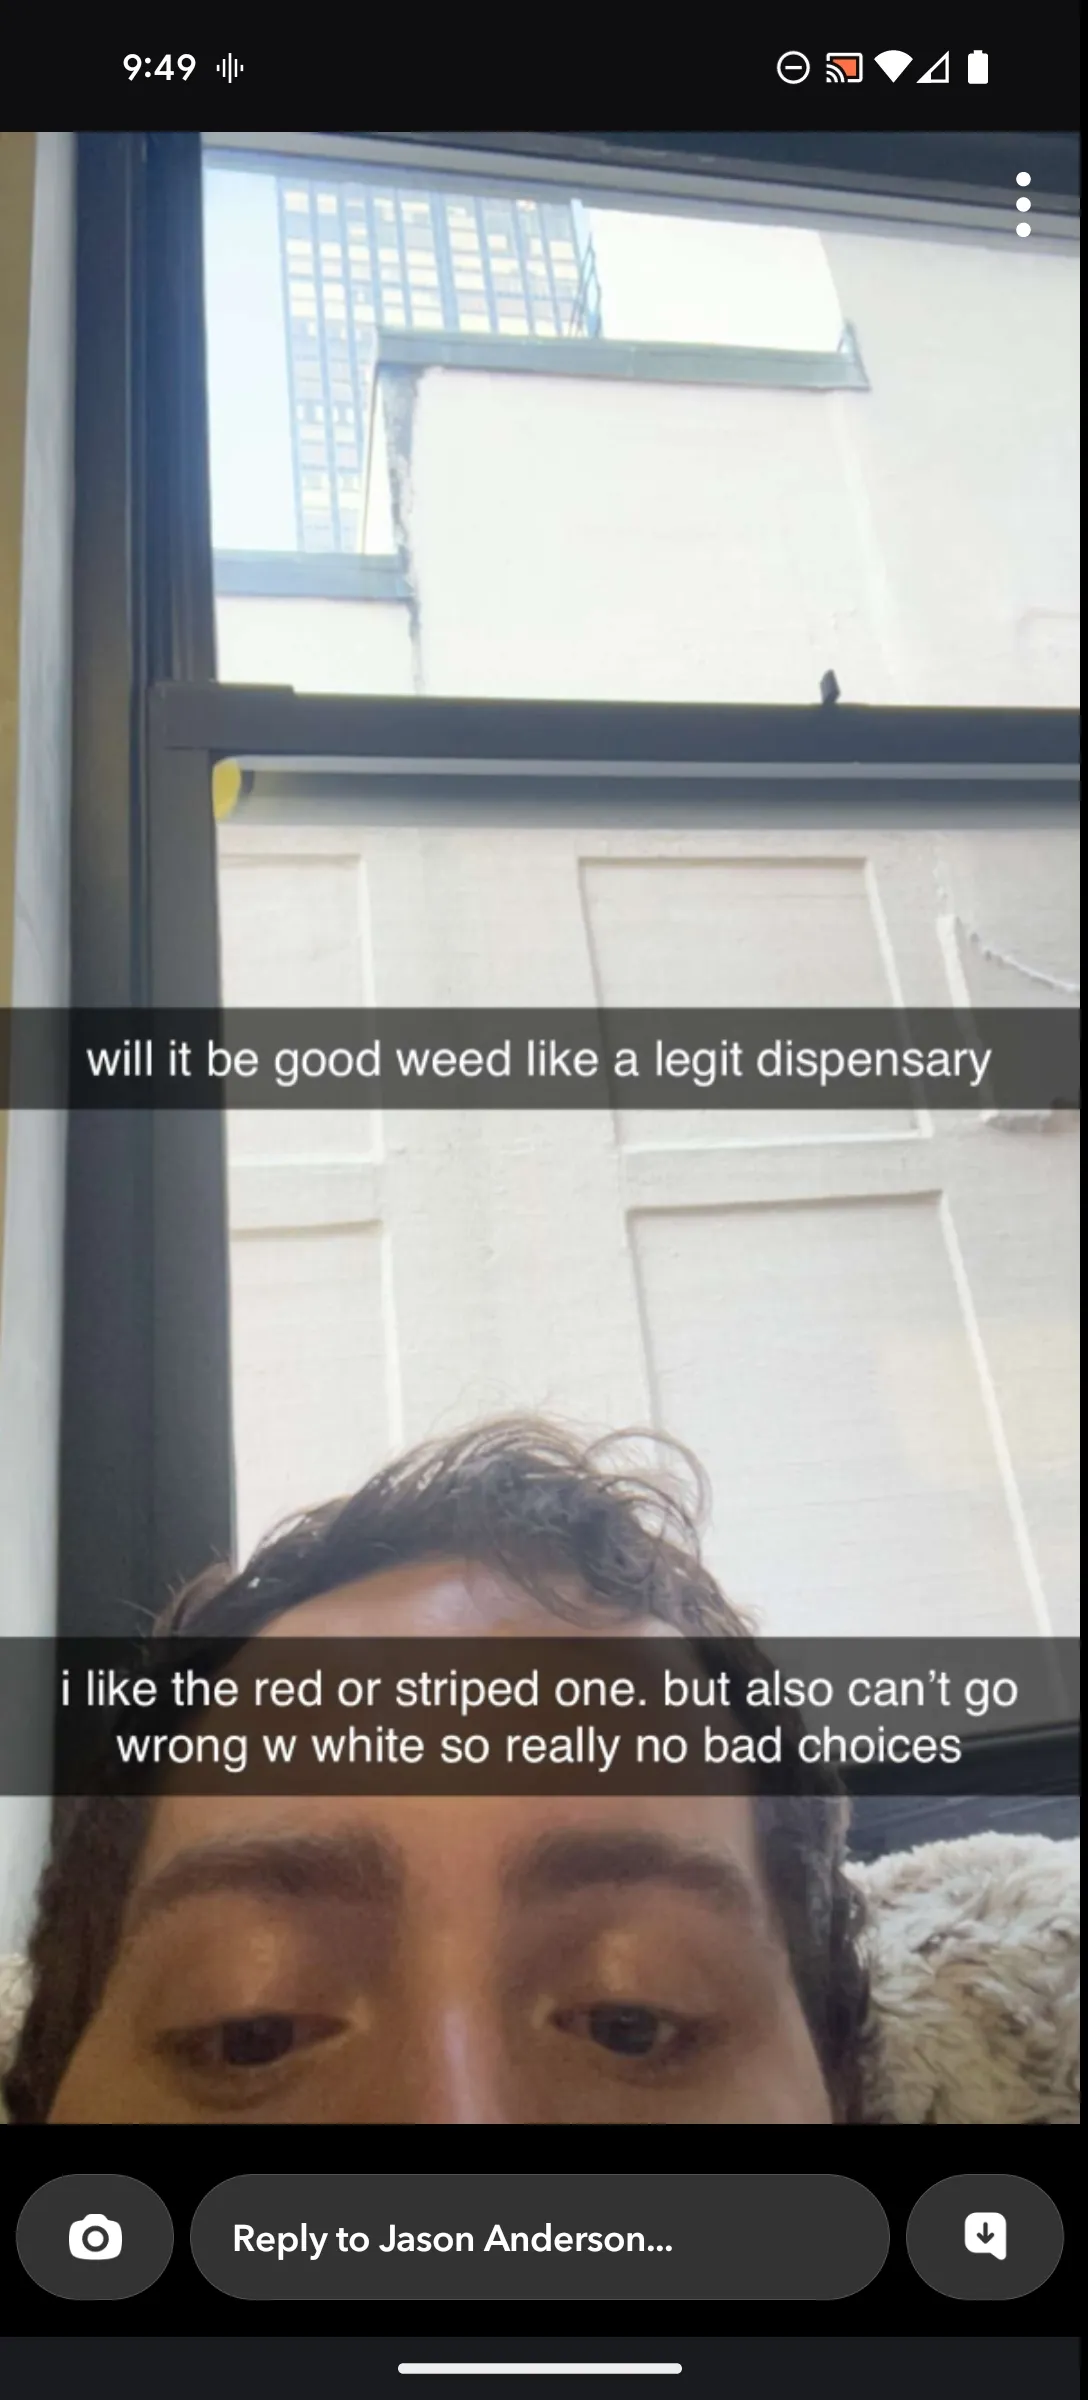 9:49
will it be good weed like a legit dispensary
i like the red or striped one. but also can’t go
wrong w white so really no bad choices
Reply to Jason Anderson...